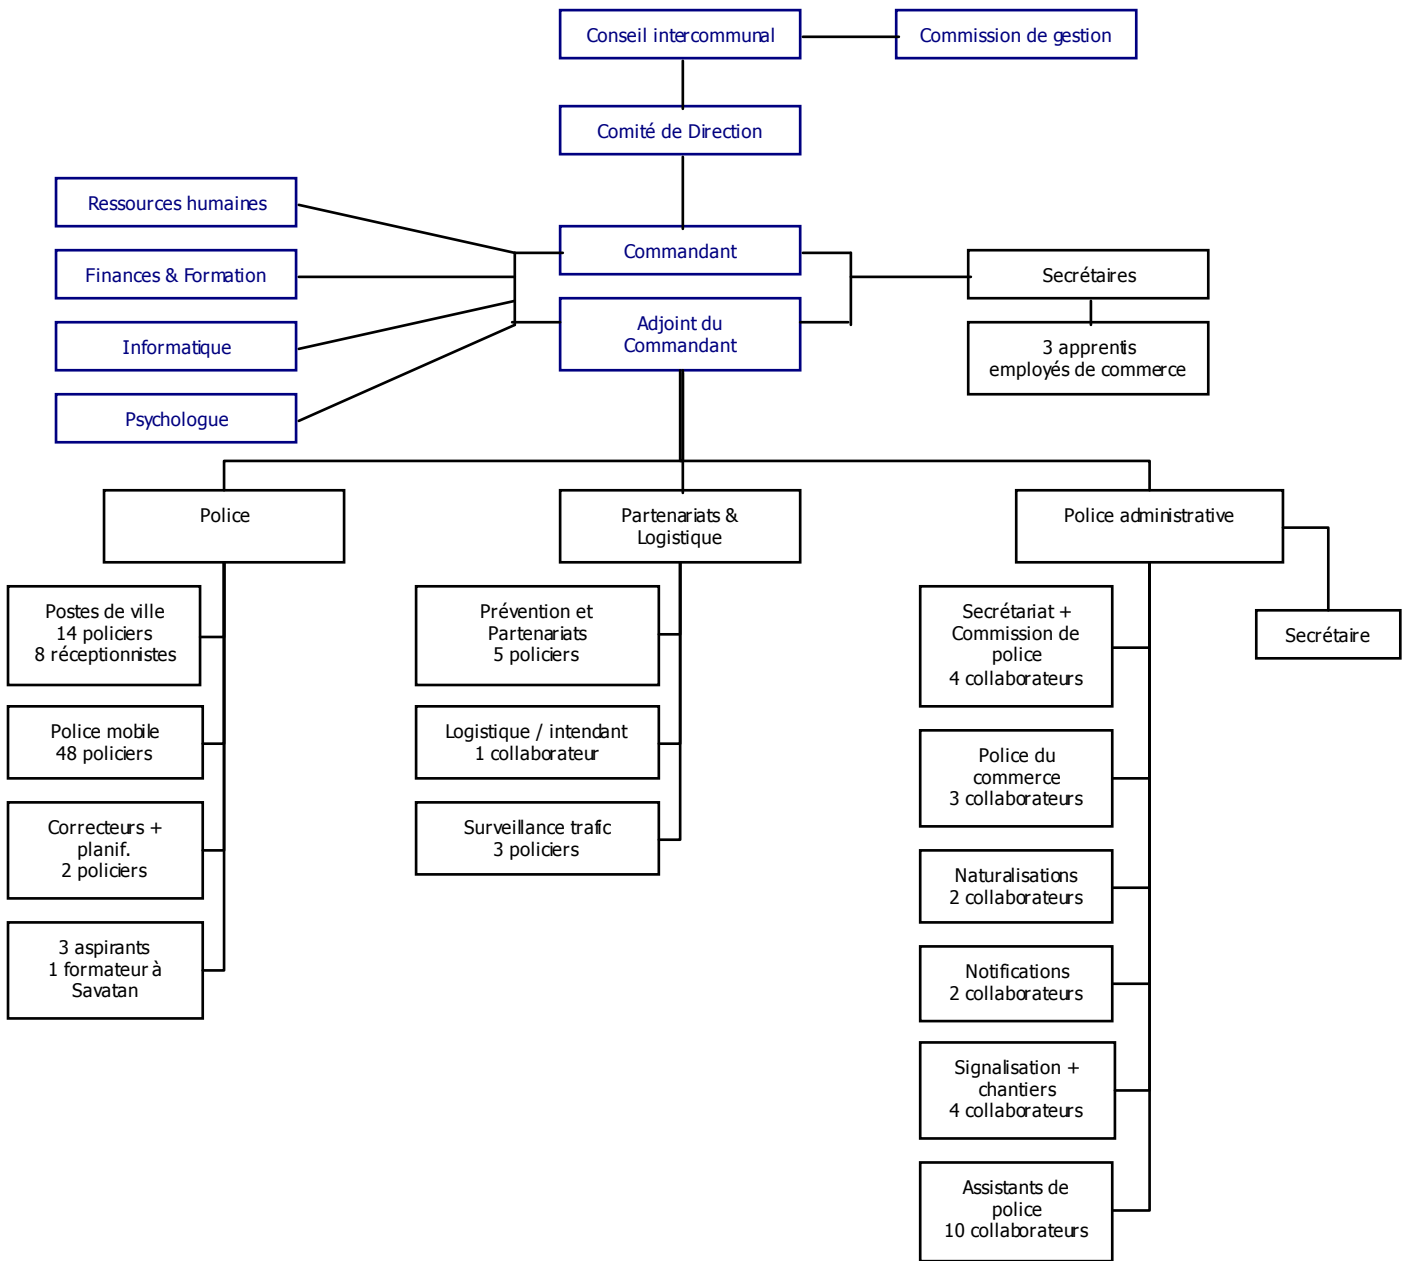 Conseil intercommunal
Commission de gestion
Comité de Direction
Ressources humaines
Finances & Formation
Informatique
Psychologue
Commandant
Adjoint du
Commandant
Secrétaires
3 apprentis
employés de commerce
Police
Postes de ville
14 policiers
8 réceptionnistes
Police mobile
48 policiers
Correcteurs +
planif.
2 policiers
3 aspirants
1 formateur à
Savatan
Partenariats &
Logistique
Prévention et
Partenariats
5 policiers
Logistique / intendant
1 collaborateur
Surveillance trafic
3 policiers
Police administrative
Secrétaire
Secrétariat +
Commission de
police
4 collaborateurs
Police du
commerce
3 collaborateurs
Naturalisations
2 collaborateurs
Notifications
2 collaborateurs
Signalisation +
chantiers
4 collaborateurs
Assistants de
police
10 collaborateurs